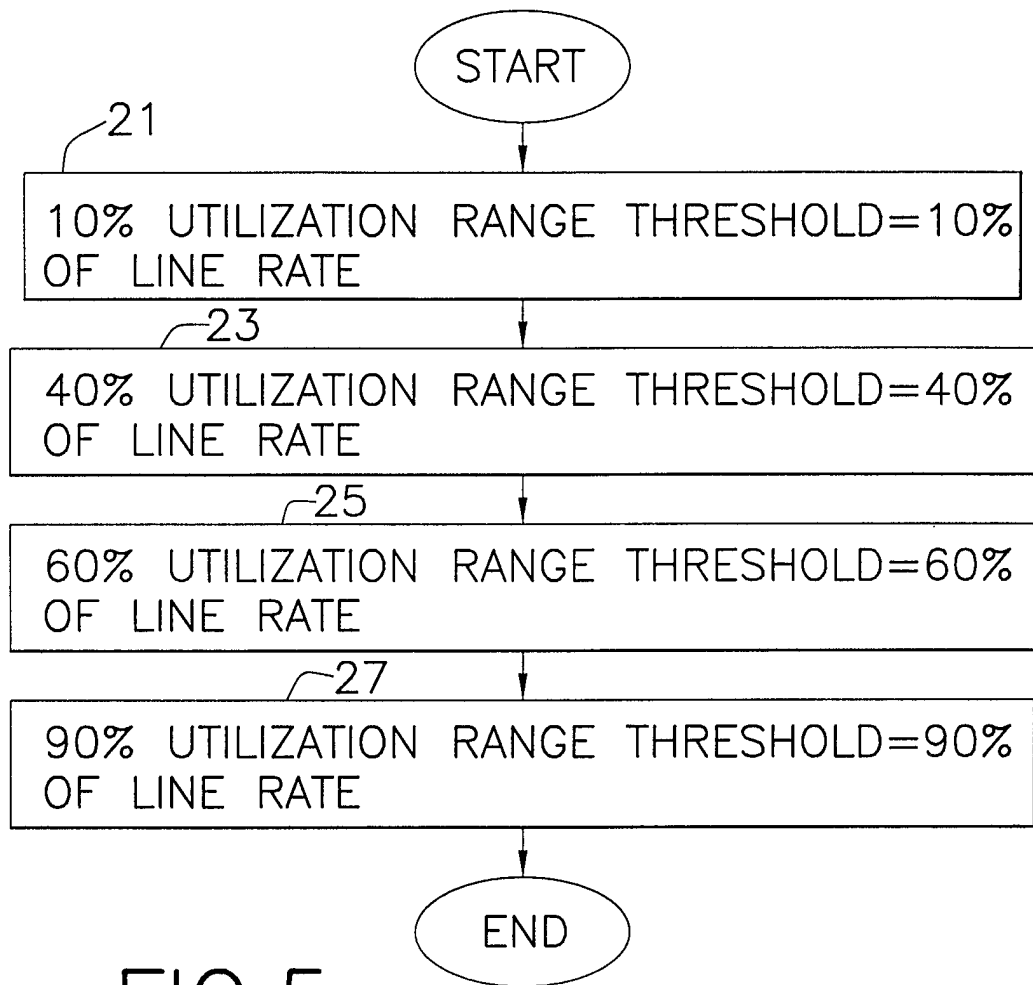 START
21
10% UTILIZATION RANGE THRESHOLD=10%
OF LINE RATE
23
40% UTILIZATION RANGE THRESHOLD=40%
OF LINE RATE
25
60% UTILIZATION RANGE THRESHOLD=60%
OF LINE RATE
27
90% UTILIZATION RANGE THRESHOLD=90%
OF LINE RATE
END
FIG.5